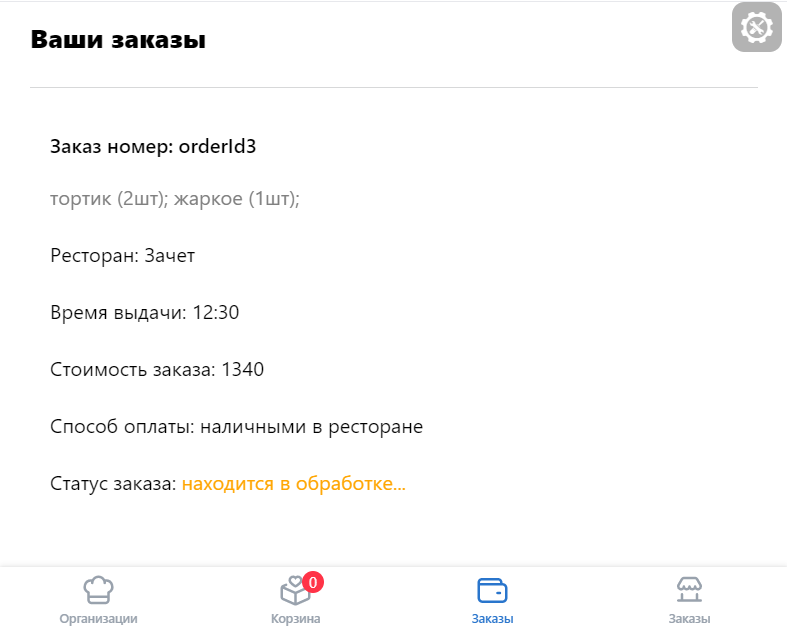 Ваши заказы
Заказ номер: orderId3
тортик (2шт); жаркое (1шт);
Ресторан: Зачет
Время выдачи: 12:30
Стоимость заказа: 1340
Способ оплаты: наличными в ресторане
Статус заказа: находится в обработке...
0
Организации
Корзина
Заказы
Заказы